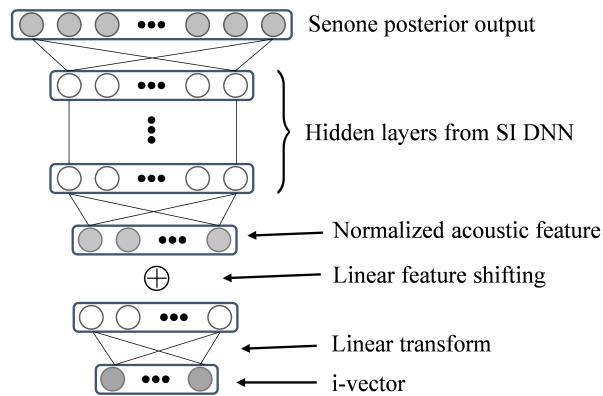 Senone posterior output
Hidden layers from SI DNN
Normalized acoustic feature
Linear feature shifting
Linear transform
i-vector